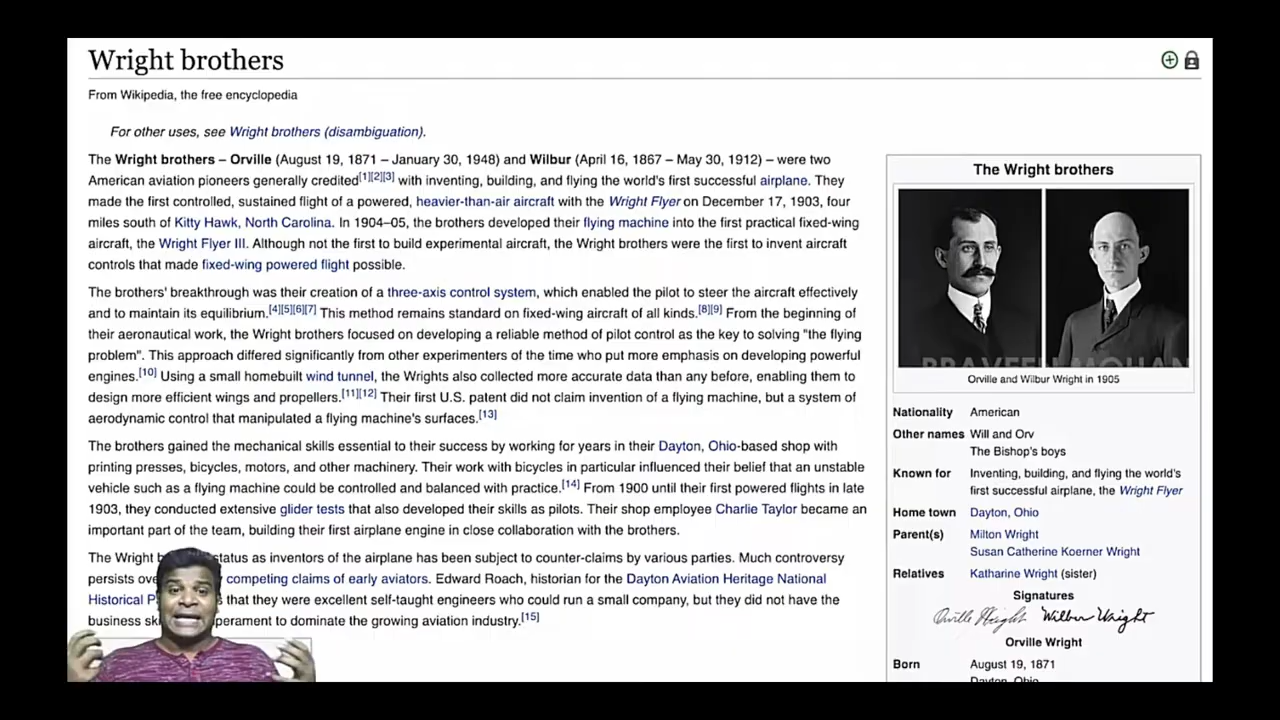 Wright brothers
From Wikipedia, the free encyclopedia
For other uses, see Wright brothers (disambiguation).
The Wright brothers – Orville (August 19, 1871 – January 30, 1948) and Wilbur (April 16, 1867 – May 30, 1912) – were two
American aviation pioneers generally credited[1][2][3] with inventing, building, and flying the world's first successful airplane. They
made the first controlled, sustained flight of a powered, heavier-than-air aircraft with the Wright Flyer on December 17, 1903, four
miles south of Kitty Hawk, North Carolina. In 1904–05, the brothers developed their flying machine into the first practical fixed-wing
aircraft, the Wright Flyer III. Although not the first to build experimental aircraft, the Wright brothers were the first to invent aircraft
controls that made fixed-wing powered flight possible.
The brothers' breakthrough was their creation of a three-axis control system, which enabled the pilot to steer the aircraft effectively
and to maintain its equilibrium.[4][5][6][7] This method remains standard on fixed-wing aircraft of all kinds.[8][9] From the beginning of
their aeronautical work, the Wright brothers focused on developing a reliable method of pilot control as the key to solving "the flying
problem". This approach differed significantly from other experimenters of the time who put more emphasis on developing powerful
engines.[10] Using a small homebuilt wind tunnel, the Wrights also collected more accurate data than any before, enabling them to
design more efficient wings and propellers.[11][12] Their first U.S. patent did not claim invention of a flying machine, but a system of
aerodynamic control that manipulated a flying machine's surfaces.[13]
The brothers gained the mechanical skills essential to their success by working for years in their Dayton, Ohio-based shop with
printing presses, bicycles, motors, and other machinery. Their work with bicycles in particular influenced their belief that an unstable
vehicle such as a flying machine could be controlled and balanced with practice.[14] From 1900 until their first powered flights in late
1903, they conducted extensive glider tests that also developed their skills as pilots. Their shop employee Charlie Taylor became an
important part of the team, building their first airplane engine in close collaboration with the brothers.
The Wright b status as inventors of the airplane has been subject to counter-claims by various parties. Much controversy
persists ove competing claims of early aviators. Edward Roach, historian for the Dayton Aviation Heritage National
Historical P s that they were excellent self-taught engineers who could run a small company, but they did not have the
business sk perament to dominate the growing aviation industry.[15]
The Wright brothers
PRAVEEN MOHAN
Orville and Wilbur Wright in 1905
Nationality American
Other names Will and Orv
The Bishop's boys
Known for Inventing, building, and flying the world's
first successful airplane, the Wright Flyer
Home town Dayton, Ohio
Parent(s) Milton Wright
Susan Catherine Koerner Wright
Relatives Katharine Wright (sister)
Signatures
Orville Wright Wilbur Wright
Orville Wright
Born August 19, 1871
Dayton, Ohio